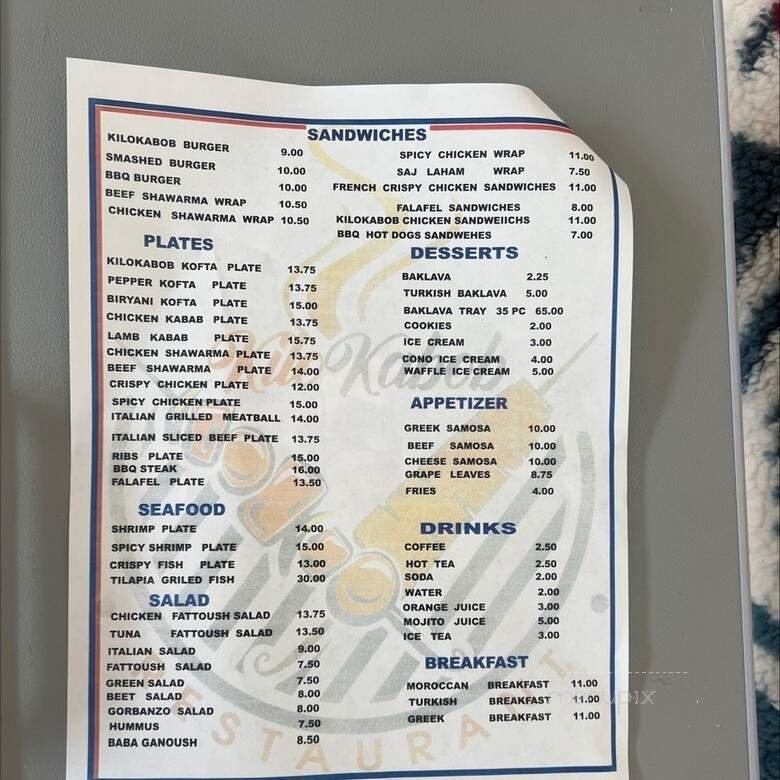 SANDWICHES
KILOKABOB BURGER 9.00
SMASHED BURGER 10.00
BBQ BURGER 10.00
BEEF SHAWARMA WRAP 10.50
CHICKEN SHAWARMA WRAP 10.50
SPICY CHICKEN WRAP 11.00
SAJ LAHAM WRAP 7.50
FRENCH CRISPY CHICKEN SANDWICHES 11.00
FALAFEL SANDWICHES 8.00
KILOKABOB CHICKEN SANDWEIICHS 11.00
BBQ HOT DOGS SANDWEHES 7.00
PLATES
KILOKABOB KOFTA PLATE 13.75
PEPPER KOFTA PLATE 13.75
BIRYANI KOFTA PLATE 15.00
CHICKEN KABAB PLATE 13.75
LAMB KABAB PLATE 15.75
CHICKEN SHAWARMA PLATE 13.75
BEEF SHAWARMA PLATE 14.00
CRISPY CHICKEN PLATE 12.00
SPICY CHICKEN PLATE 15.00
ITALIAN GRILLED MEATBALL 14.00
ITALIAN SLICED BEEF PLATE 13.75
RIBS PLATE 15.00
BBQ STEAK 16.00
FALAFEL PLATE 13.50
SEAFOOD
SHRIMP PLATE 14.00
SPICY SHRIMP PLATE 15.00
CRISPY FISH PLATE 13.00
TILAPIA GRILED FISH 30.00
SALAD
CHICKEN FATTOUSH SALAD 13.75
TUNA FATTOUSH SALAD 13.50
ITALIAN SALAD 9.00
FATTOUSH SALAD 7.50
GREEN SALAD 7.50
BEET SALAD 8.00
GORBANZO SALAD 8.00
HUMMUS 7.50
BABA GANOUSH 8.50
DESSERTS
BAKLAVA 2.25
TURKISH BAKLAVA 5.00
BAKLAVA TRAY 35 PC 65.00
COOKIES 2.00
ICE CREAM 3.00
CONO ICE CREAM 4.00
WAFFLE ICE CREAM 5.00
APPETIZER
GREEK SAMOSA 10.00
BEEF SAMOSA 10.00
CHEESE SAMOSA 10.00
GRAPE LEAVES 8.75
FRIES 4.00
DRINKS
COFFEE 2.50
HOT TEA 2.50
SODA 2.00
WATER 2.00
ORANGE JUICE 3.00
MOJITO JUICE 5.00
ICE TEA 3.00
BREAKFAST
MOROCCAN BREAKFAST 11.00
TURKISH BREAKFAST 11.00
GREEK BREAKFAST 11.00
Kilo Kabob
RESTAURANT